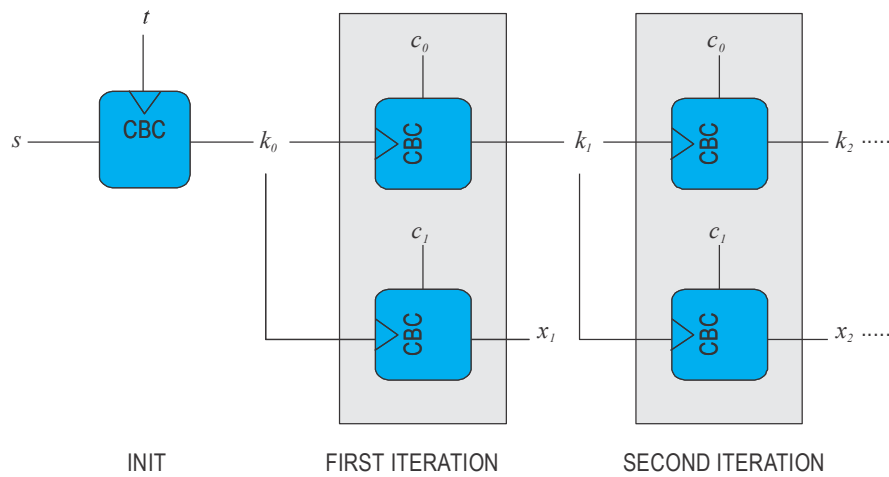 t
c₀ c₀
s CBC k₀ CBC k₁ CBC k₂ .....
c₁ c₁
CBC x₁ CBC x₂ .....
INIT FIRST ITERATION SECOND ITERATION